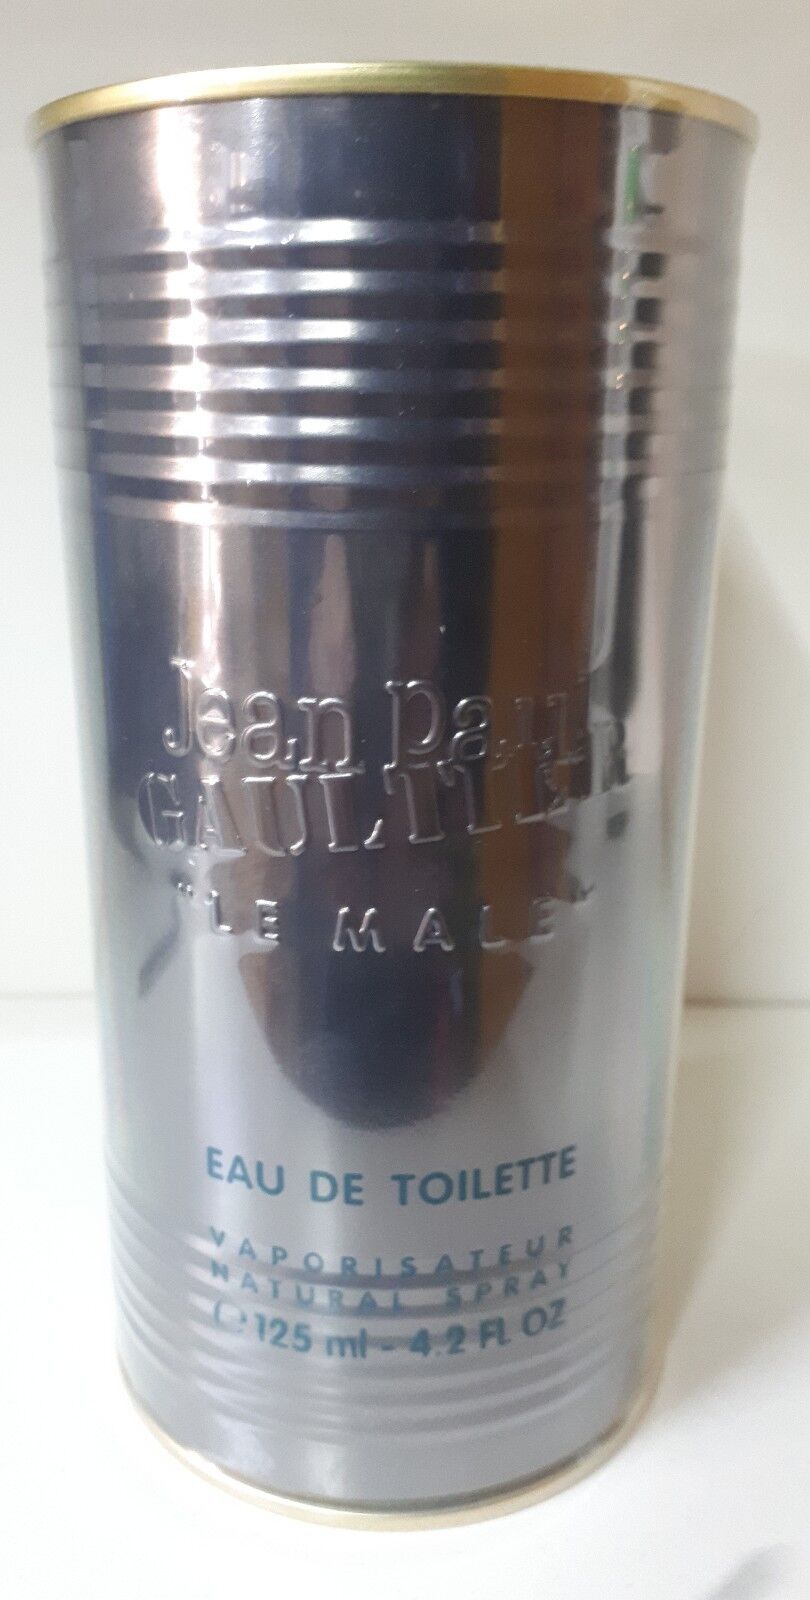 Jean Paul
GAULTIER
"LE MALE"
EAU DE TOILETTE
VAPORISATEUR
NATURAL SPRAY
℮ 125 ml - 4.2 FL OZ